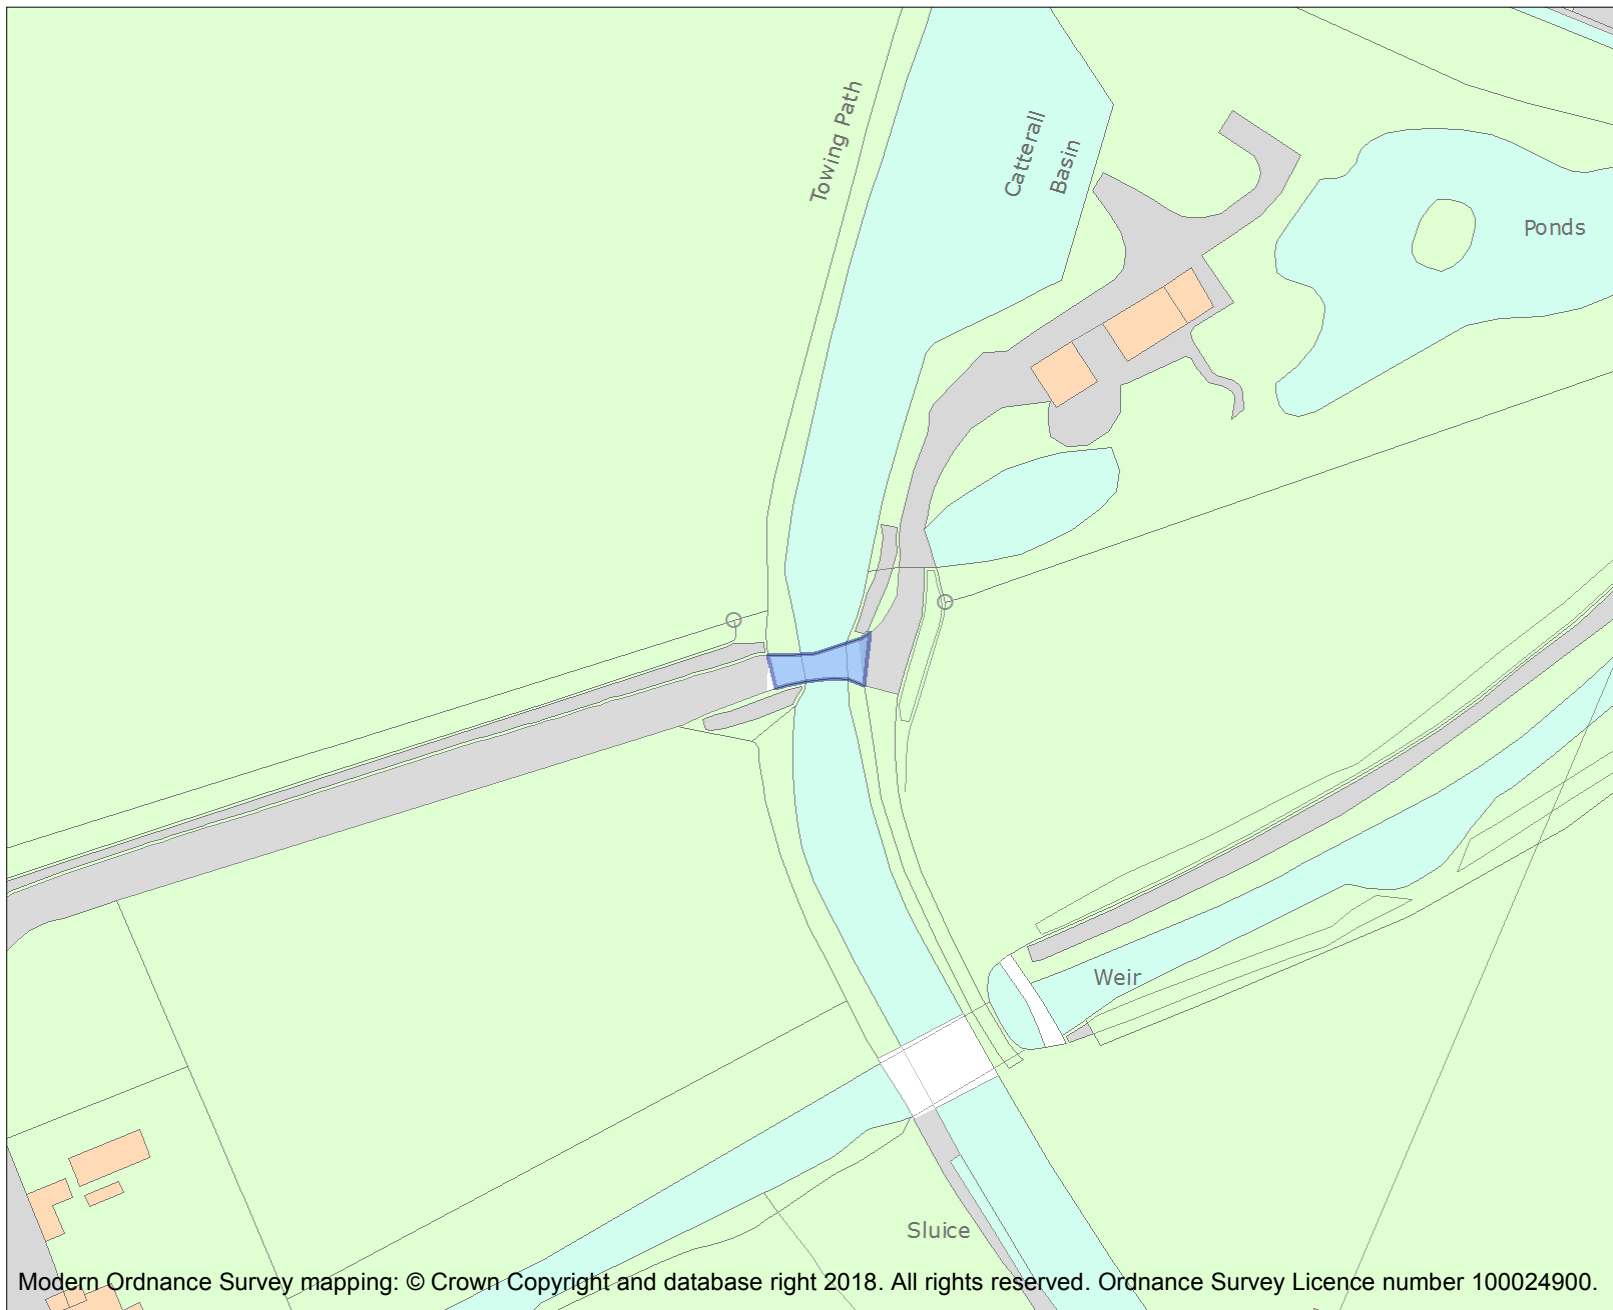 Towing Path
Catterall
Basin
Ponds
Weir
Sluice
Modern Ordnance Survey mapping: © Crown Copyright and database right 2018. All rights reserved. Ordnance Survey Licence number 100024900.